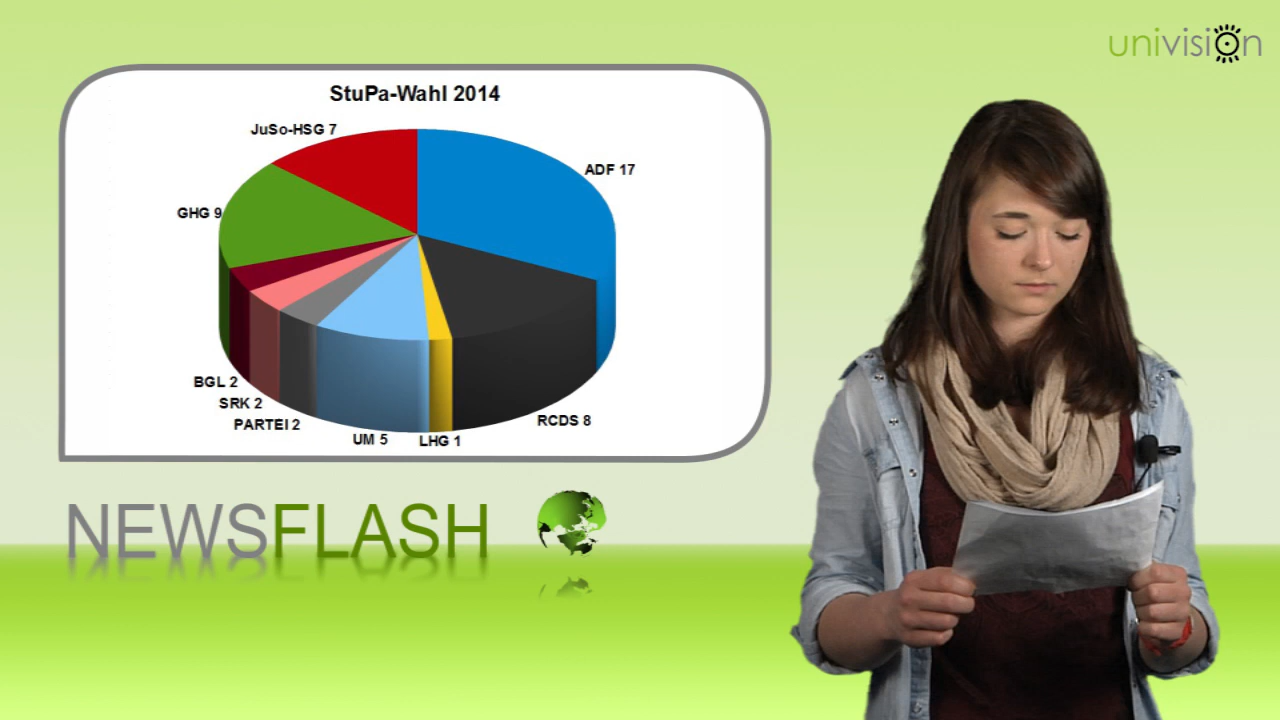 univision
StuPa-Wahl 2014
JuSo-HSG 7
ADF 17
GHG 9
BGL 2
SRK 2
PARTEI 2
UM 5
LHG 1
RCDS 8
NEWSFLASH